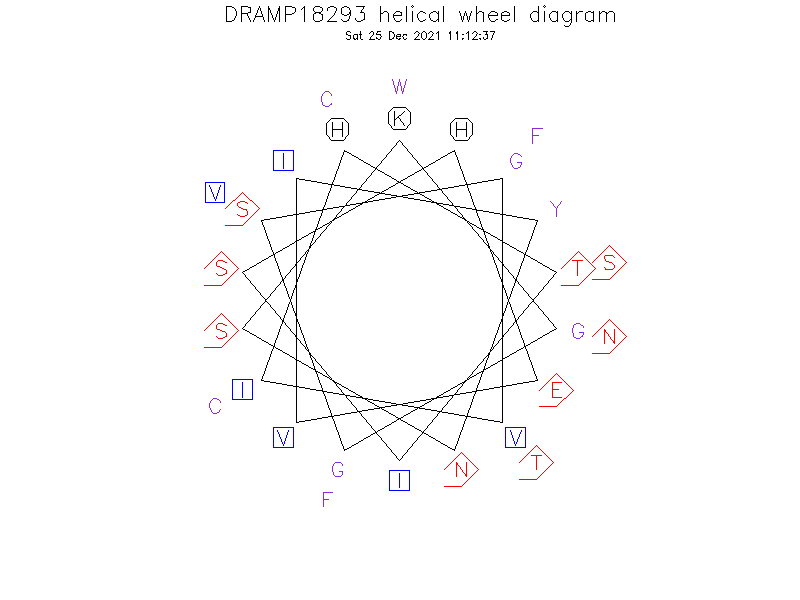 DRAMP18293 helical wheel diagram
Sat 25 Dec 2021 11:12:37
W
C
H K H F
I G
V S Y
S T S
S G N
I E
C
V V
G I N T
F